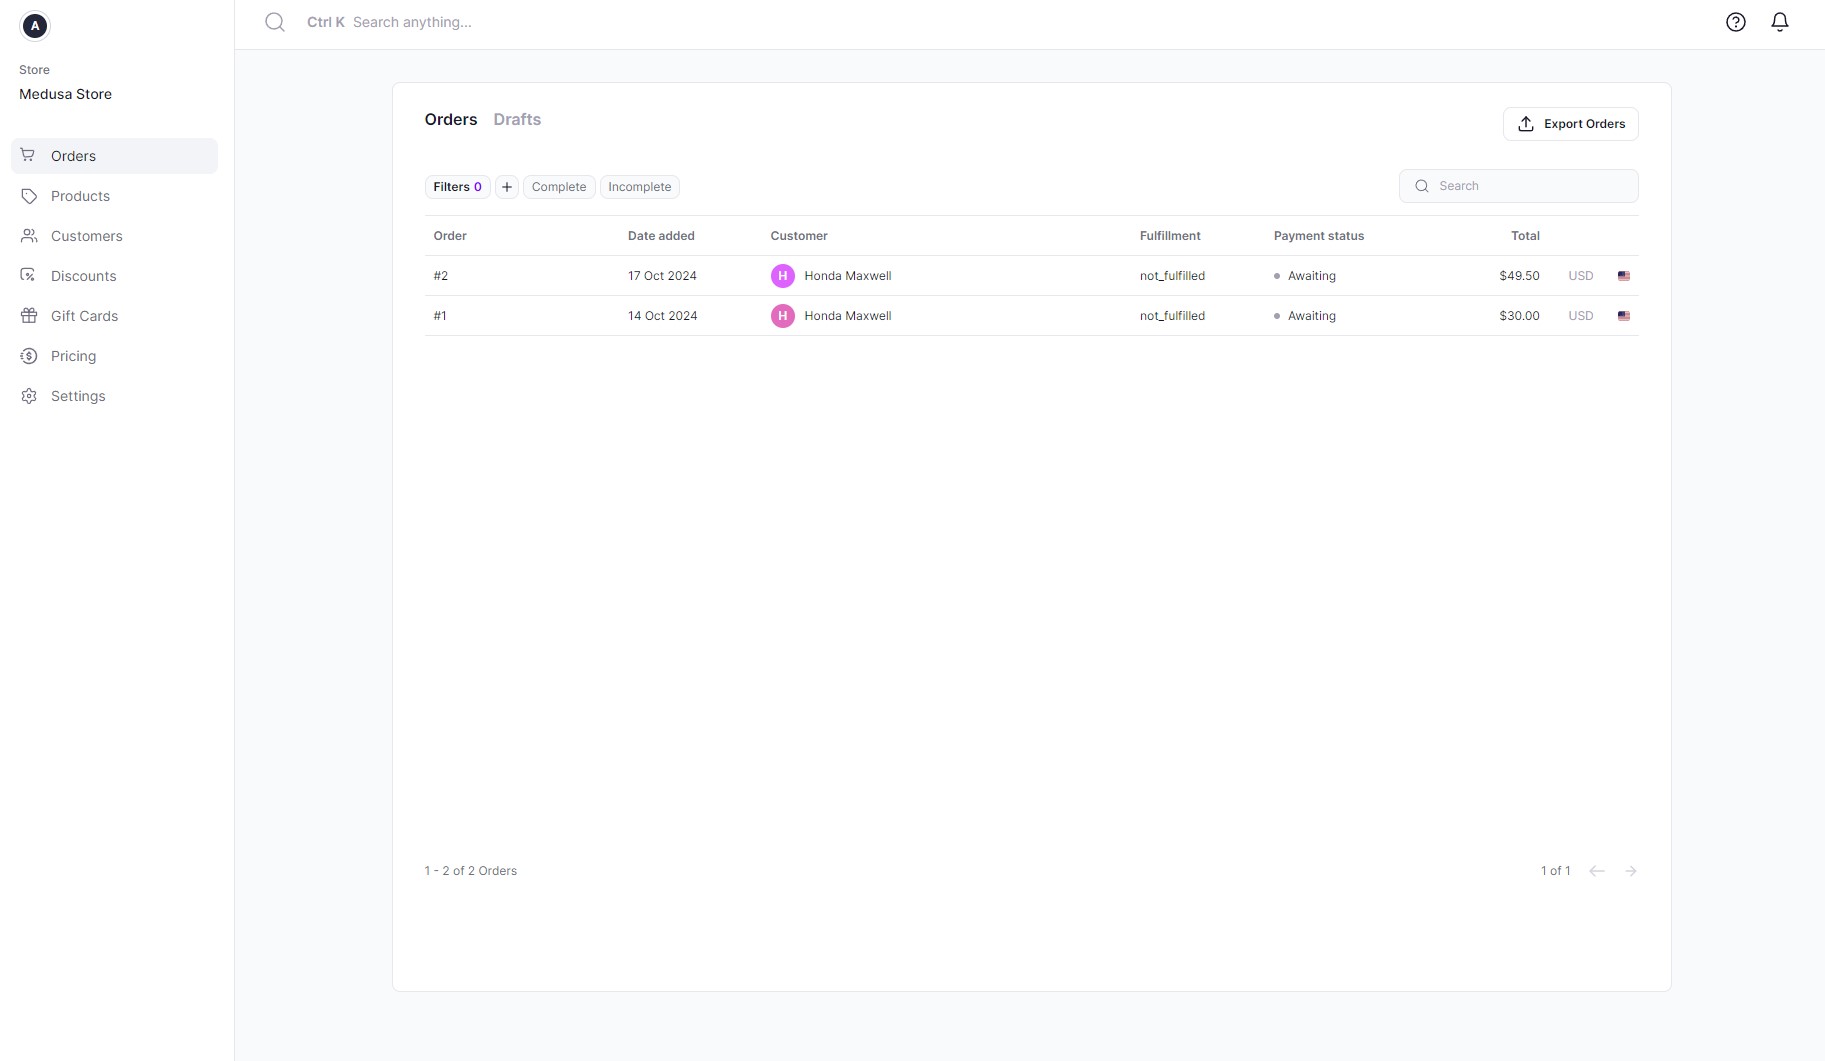 A
Ctrl K Search anything...
Store
Medusa Store
Orders
Products
Customers
Discounts
Gift Cards
Pricing
Settings
Orders Drafts
Export Orders
Filters 0 + Complete Incomplete
Search
Order Date added Customer Fulfillment Payment status Total
#2 17 Oct 2024 H Honda Maxwell not_fulfilled Awaiting $49.50 USD
#1 14 Oct 2024 H Honda Maxwell not_fulfilled Awaiting $30.00 USD
1 - 2 of 2 Orders
1 of 1